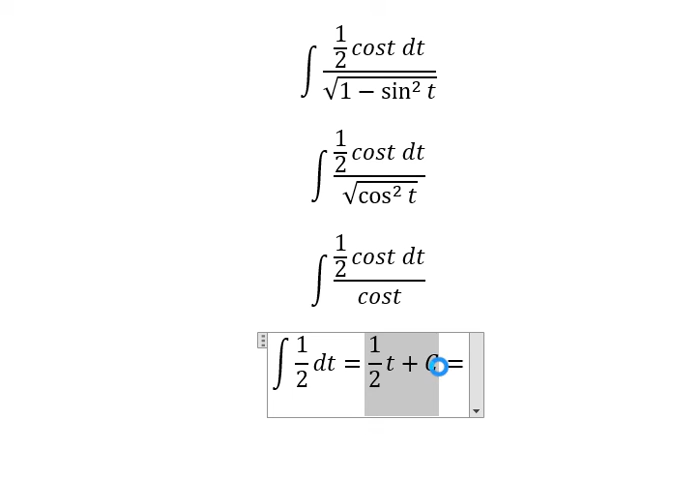 ∫ (1/2 cost dt)/√(1 − sin² t)
∫ (1/2 cost dt)/√(cos² t)
∫ (1/2 cost dt)/cost
∫ 1/2 dt = 1/2 t + C =